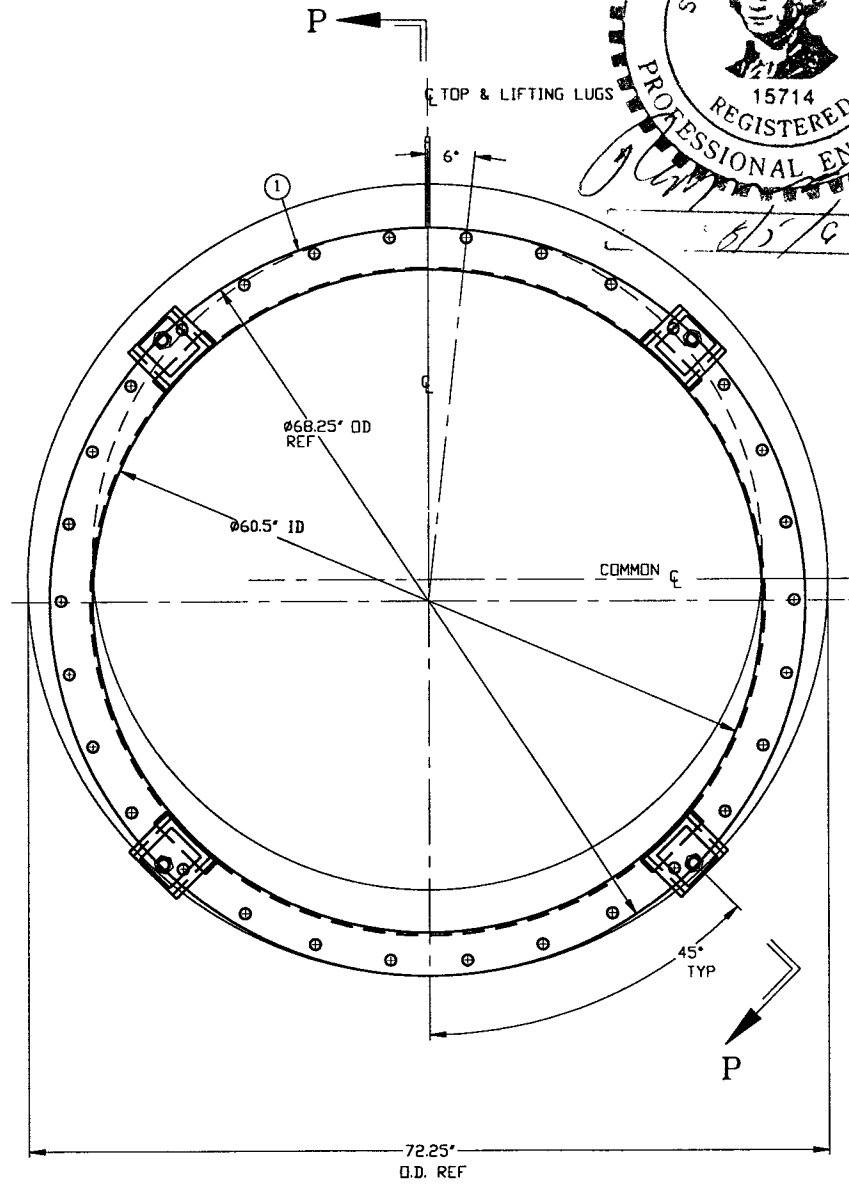 P
℄ TOP & LIFTING LUGS
15714
REGISTERED
PROFESSIONAL EN
6°
1
℄
Ø68.25" OD
REF
Ø60.5" ID
COMMON ℄
45°
TYP
P
72.25"
O.D. REF